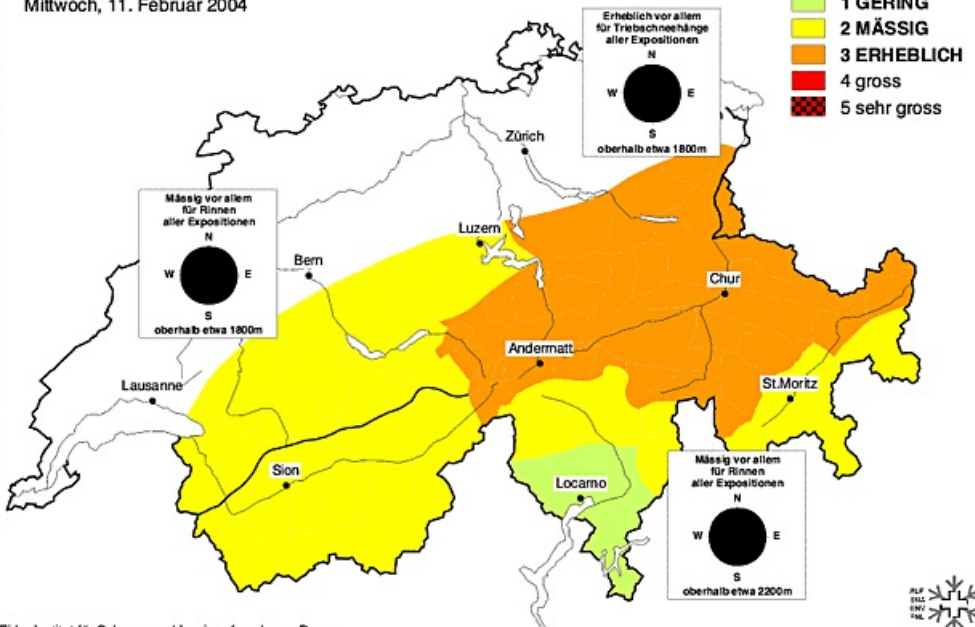 Mittwoch, 11. Februar 2004
1 GERING
2 MÄSSIG
3 ERHEBLICH
4 gross
5 sehr gross
Erheblich vor allem
für Triebschneehänge
aller Expositionen
N
W E
S
oberhalb etwa 1800m
Zürich
Mässig vor allem
für Rinnen
aller Expositionen
N
W E
S
oberhalb etwa 1800m
Luzern
Bern
Chur
Andermatt
Lausanne
St.Moritz
Sion
Locarno
Mässig vor allem
für Rinnen
aller Expositionen
N
W E
S
oberhalb etwa 2200m